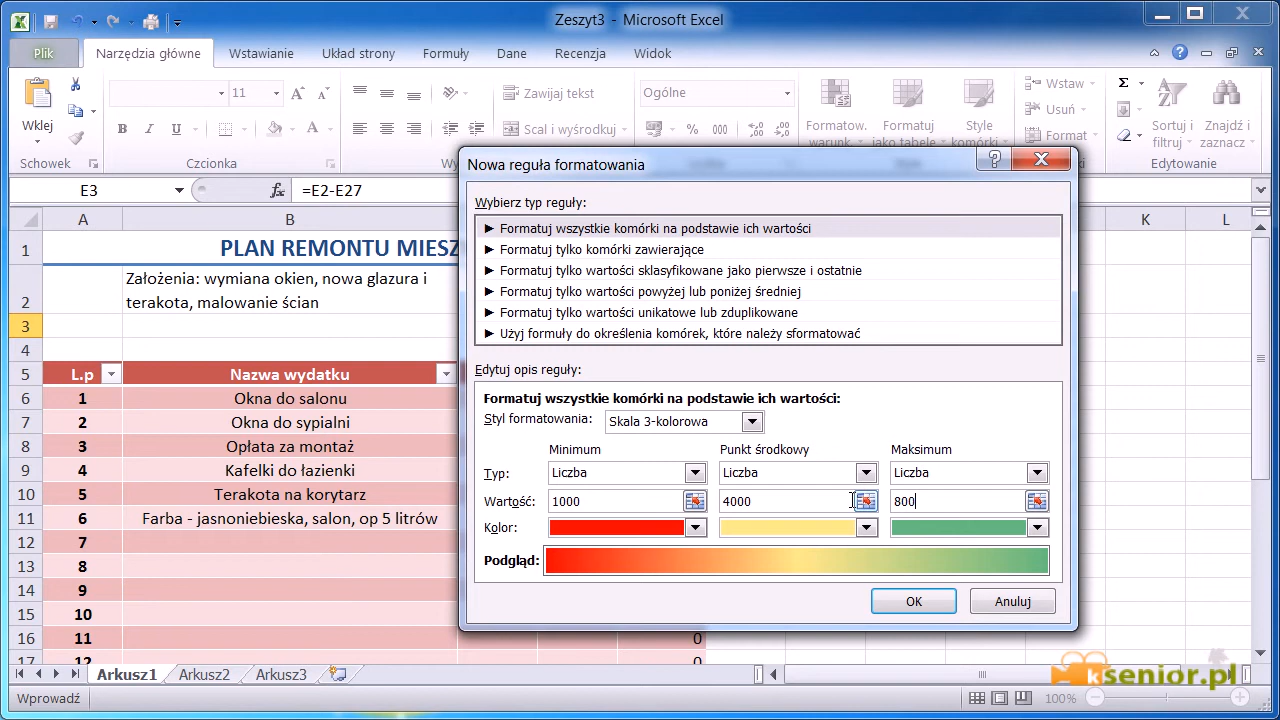 Zeszyt3 - Microsoft Excel
Plik Narzędzia główne Wstawianie Układ strony Formuły Dane Recenzja Widok
Wklej
11
Zawijaj tekst
Scal i wyśrodkuj
Ogólne
% 000
Formatow. warunk.
Formatuj jako tabelę
Style komórki
Wstaw
Usuń
Format
Σ
Sortuj i filtruj
Znajdź i zaznacz
Schowek Czcionka Edytowanie
E3 fx =E2-E27
A B K L
1 PLAN REMONTU MIESZ
2 Założenia: wymiana okien, nowa glazura i
terakota, malowanie ścian
3
4
5 L.p Nazwa wydatku
6 1 Okna do salonu
7 2 Okna do sypialni
8 3 Opłata za montaż
9 4 Kafelki do łazienki
10 5 Terakota na korytarz
11 6 Farba - jasnoniebieska, salon, op 5 litrów
12 7
13 8
14 9
15 10
16 11 0
17 12 0
Nowa reguła formatowania
Wybierz typ reguły:
► Formatuj wszystkie komórki na podstawie ich wartości
► Formatuj tylko komórki zawierające
► Formatuj tylko wartości sklasyfikowane jako pierwsze i ostatnie
► Formatuj tylko wartości powyżej lub poniżej średniej
► Formatuj tylko wartości unikatowe lub zduplikowane
► Użyj formuły do określenia komórek, które należy sformatować
Edytuj opis reguły:
Formatuj wszystkie komórki na podstawie ich wartości:
Styl formatowania: Skala 3-kolorowa
Minimum Punkt środkowy Maksimum
Typ: Liczba Liczba Liczba
Wartość: 1000 4000 800
Kolor:
Podgląd:
OK Anuluj
Arkusz1 Arkusz2 Arkusz3
Wprowadź 100%
ksenior.pl